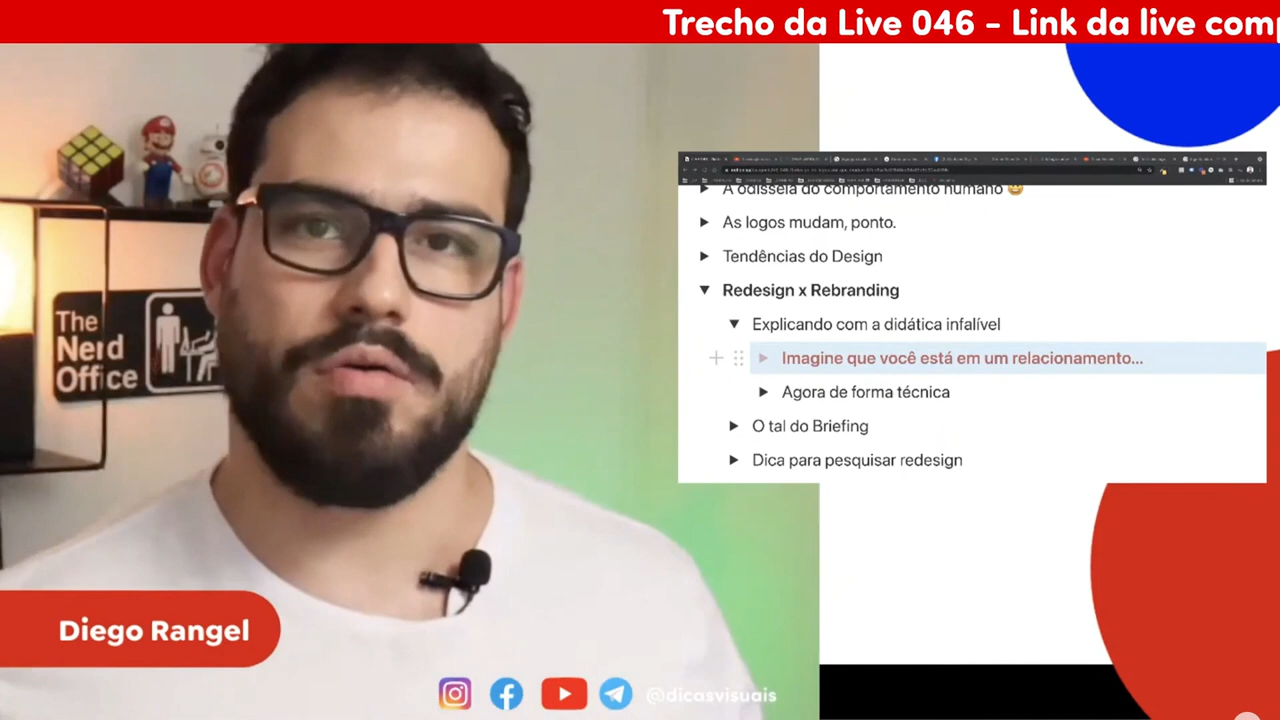 Trecho da Live 046 - Link da live comp
The
Nerd
Office
A odisseia do comportamento humano
As logos mudam, ponto.
Tendências do Design
Redesign x Rebranding
Explicando com a didática infalível
Imagine que você está em um relacionamento...
Agora de forma técnica
O tal do Briefing
Dica para pesquisar redesign
Diego Rangel
@dicasvisuais